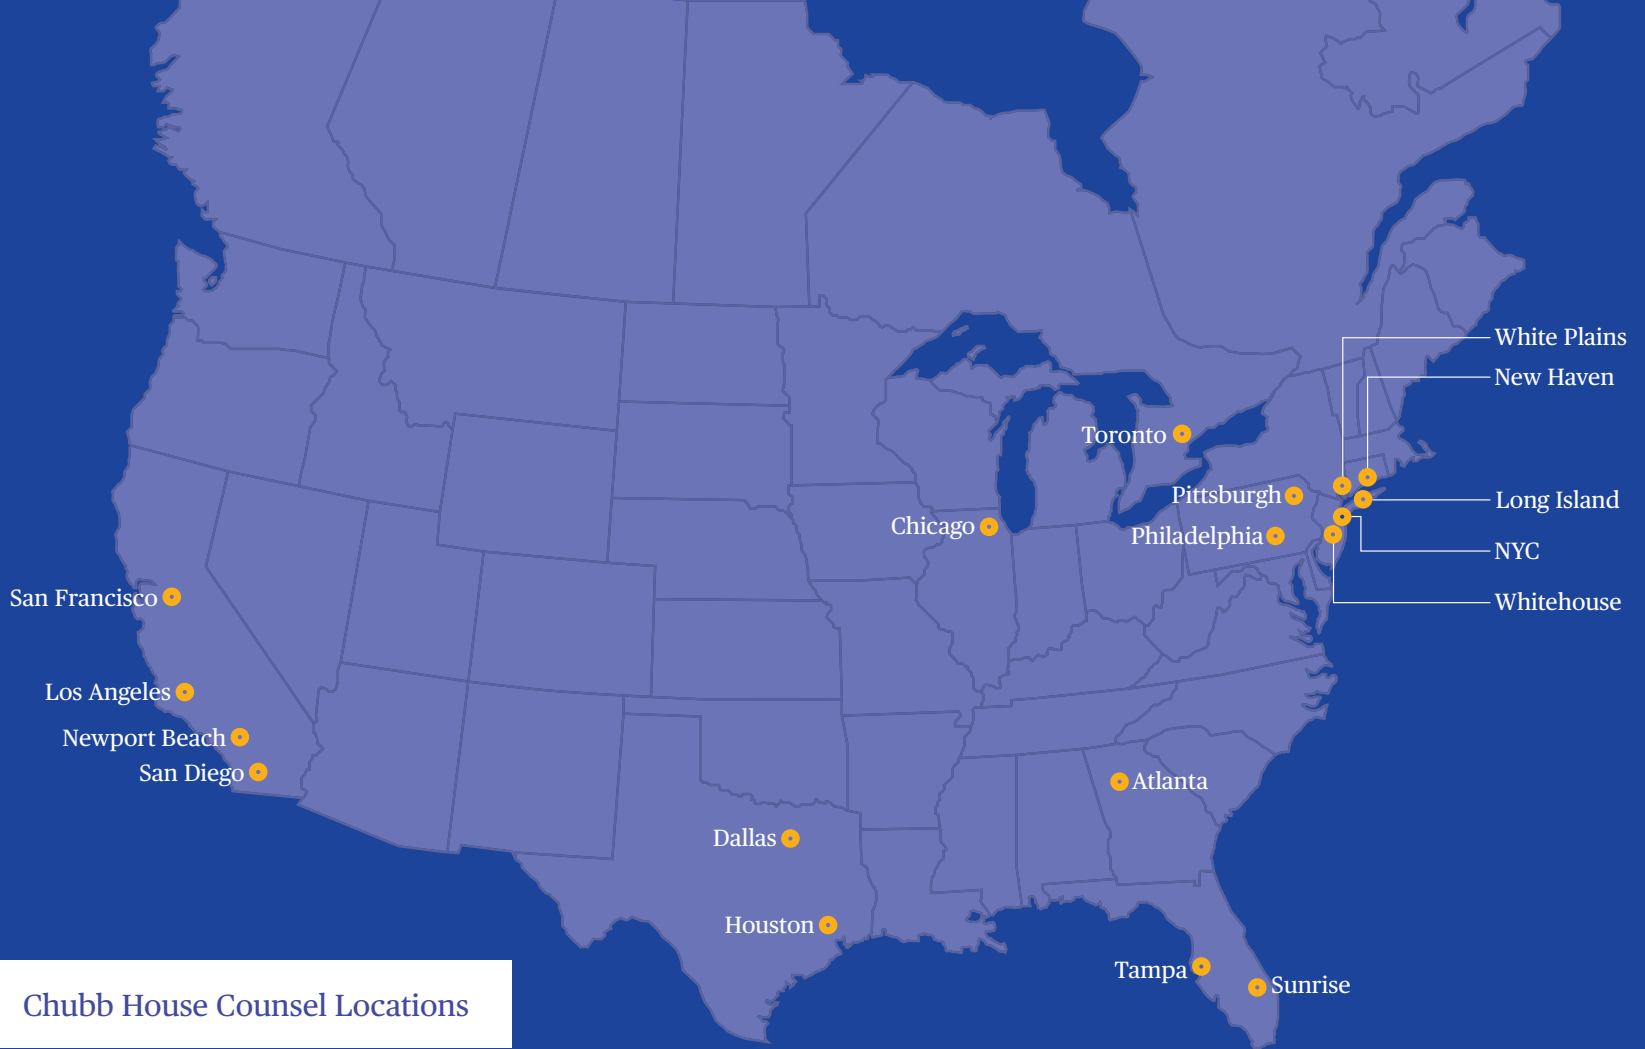 White Plains
New Haven
Toronto
Pittsburgh
Long Island
Chicago
Philadelphia
NYC
San Francisco
Whitehouse
Los Angeles
Newport Beach
San Diego
Atlanta
Dallas
Houston
Tampa
Sunrise
Chubb House Counsel Locations